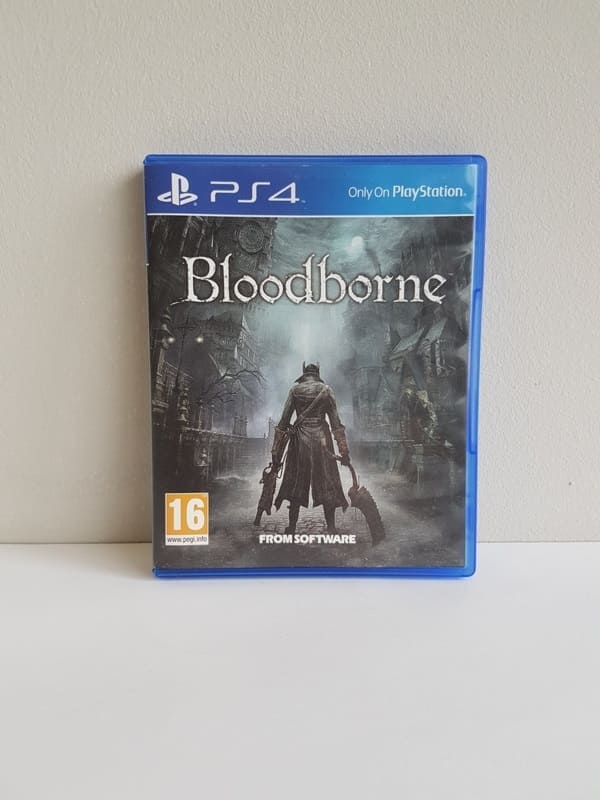 PS4
Only On PlayStation
Bloodborne
16
www.pegi.info
FROM SOFTWARE